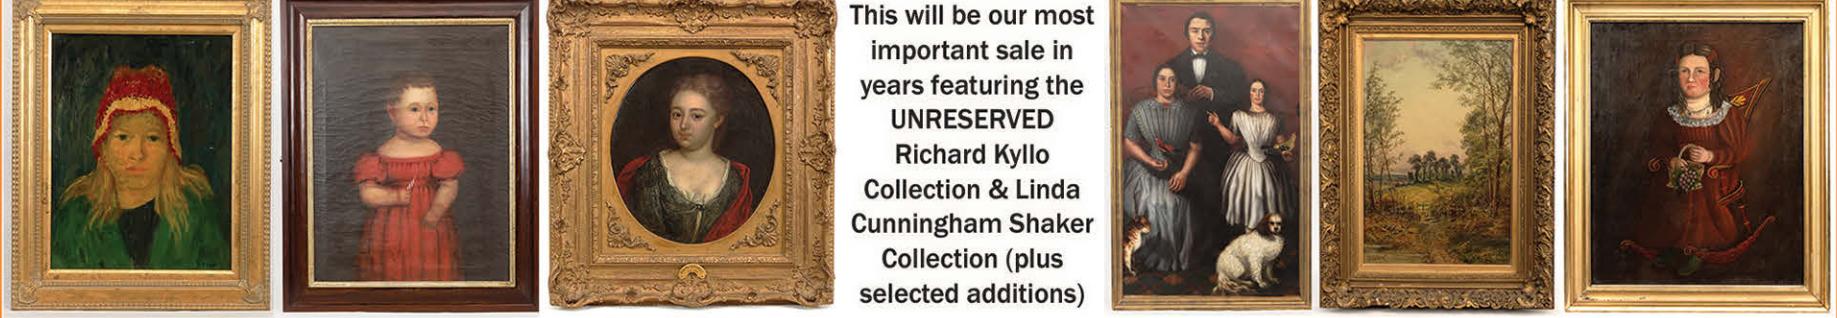 This will be our most
important sale in
years featuring the
UNRESERVED
Richard Kyllo
Collection & Linda
Cunningham Shaker
Collection (plus
selected additions)